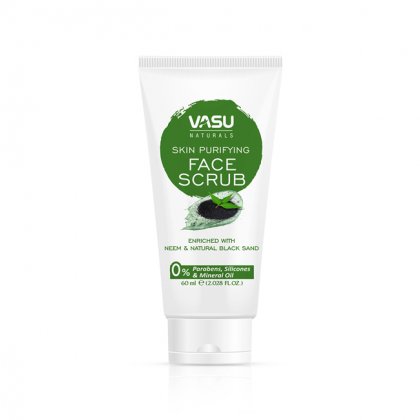 VASU
NATURALS
SKIN PURIFYING
FACE
SCRUB
ENRICHED WITH
NEEM & NATURAL BLACK SAND
0% Parabens, Silicones
& Mineral Oil
60 ml ℮ (2.028 FL.OZ.)